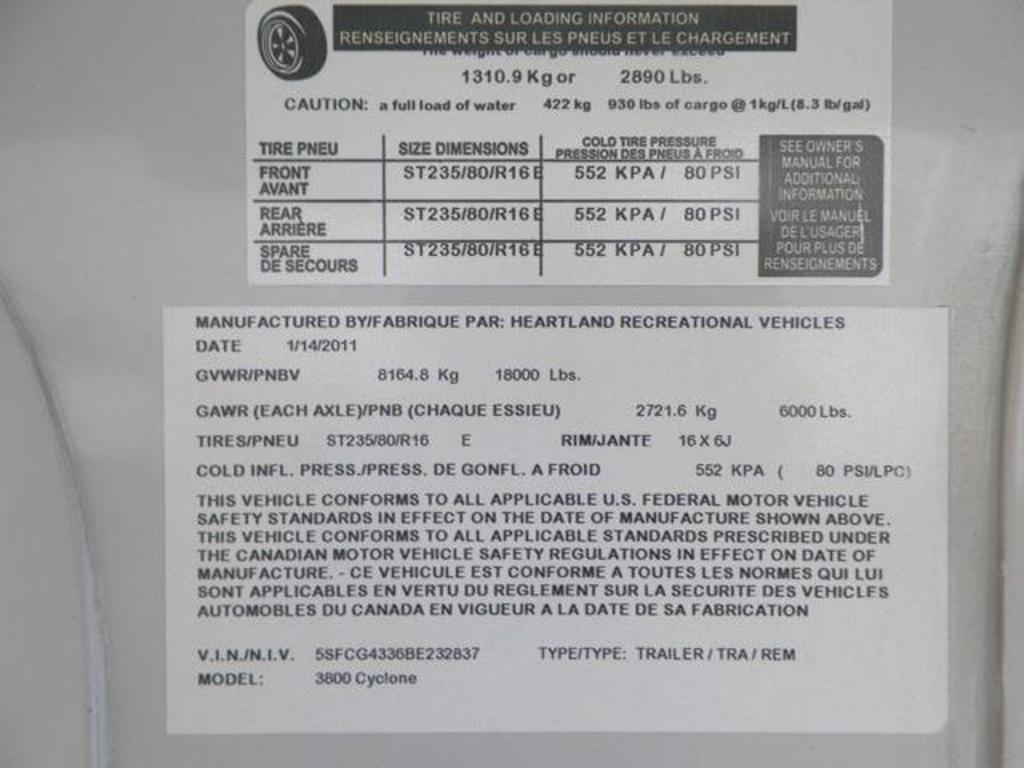 TIRE AND LOADING INFORMATION
RENSEIGNEMENTS SUR LES PNEUS ET LE CHARGEMENT
The weight of cargo should never exceed
1310.9 Kg or 2890 Lbs.
CAUTION: a full load of water 422 kg 930 lbs of cargo @ 1kg/L(8.3 lb/gal)
TIRE PNEU SIZE DIMENSIONS COLD TIRE PRESSURE
PRESSION DES PNEUS À FROID
FRONT
AVANT ST235/80/R16 E 552 KPA / 80 PSI
REAR
ARRIÈRE ST235/80/R16 E 552 KPA / 80 PSI
SPARE
DE SECOURS ST235/80/R16 E 552 KPA / 80 PSI
SEE OWNER'S
MANUAL FOR
ADDITIONAL
INFORMATION
VOIR LE MANUEL
DE L'USAGER
POUR PLUS DE
RENSEIGNEMENTS
MANUFACTURED BY/FABRIQUE PAR: HEARTLAND RECREATIONAL VEHICLES
DATE 1/14/2011
GVWR/PNBV 8164.8 Kg 18000 Lbs.
GAWR (EACH AXLE)/PNB (CHAQUE ESSIEU) 2721.6 Kg 6000 Lbs.
TIRES/PNEU ST235/80/R16 E RIM/JANTE 16 X 6J
COLD INFL. PRESS./PRESS. DE GONFL. A FROID 552 KPA ( 80 PSI/LPC)
THIS VEHICLE CONFORMS TO ALL APPLICABLE U.S. FEDERAL MOTOR VEHICLE
SAFETY STANDARDS IN EFFECT ON THE DATE OF MANUFACTURE SHOWN ABOVE.
THIS VEHICLE CONFORMS TO ALL APPLICABLE STANDARDS PRESCRIBED UNDER
THE CANADIAN MOTOR VEHICLE SAFETY REGULATIONS IN EFFECT ON DATE OF
MANUFACTURE. - CE VEHICULE EST CONFORME A TOUTES LES NORMES QUI LUI
SONT APPLICABLES EN VERTU DU REGLEMENT SUR LA SECURITE DES VEHICLES
AUTOMOBLES DU CANADA EN VIGUEUR A LA DATE DE SA FABRICATION
V.I.N./N.I.V. 5SFCG4336BE232837 TYPE/TYPE: TRAILER / TRA / REM
MODEL: 3800 Cyclone